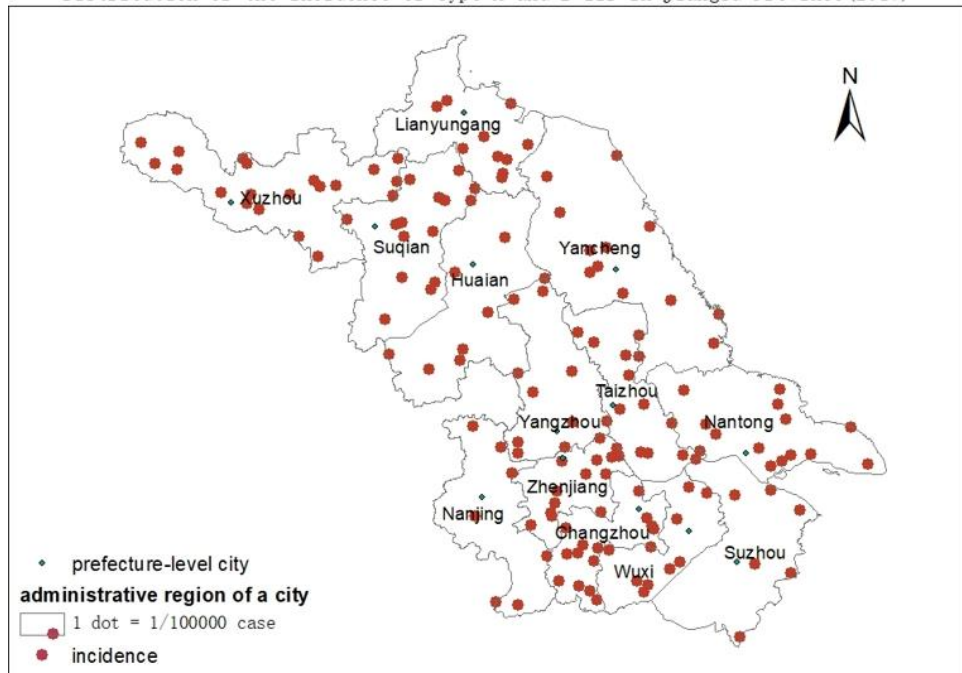 N
Lianyungang
Xuzhou
Suqian
Yancheng
Huaian
Taizhou
Yangzhou
Nantong
Zhenjiang
Nanjing
Changzhou
Suzhou
Wuxi
prefecture-level city
administrative region of a city
1 dot = 1/100000 case
incidence